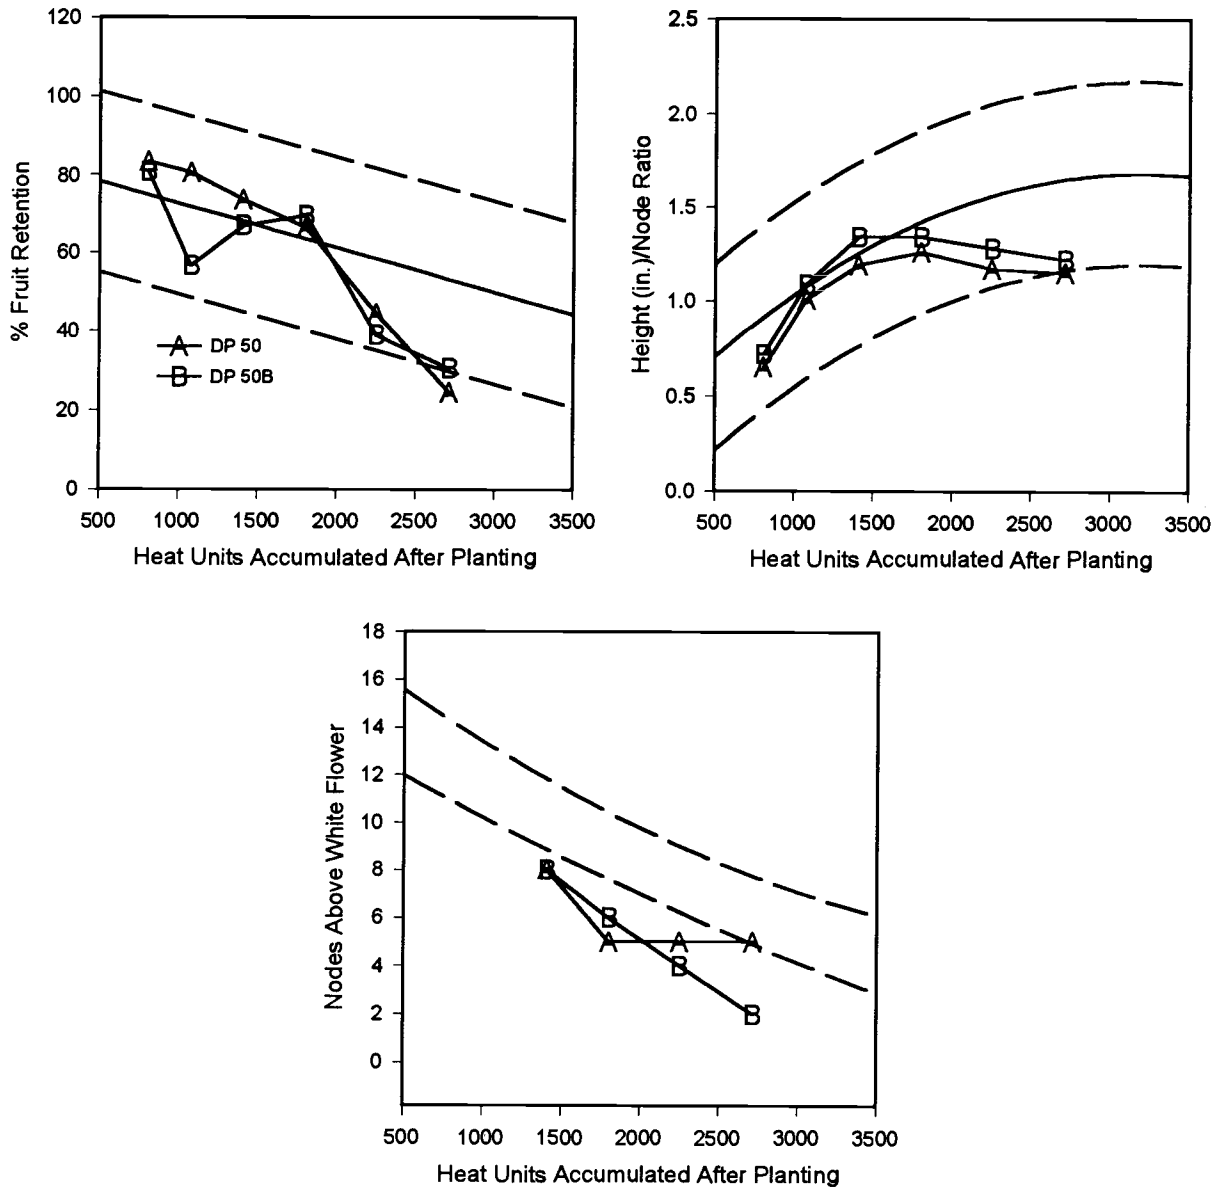 120
100
80
60
40
20
0
% Fruit Retention
A DP 50
B DP 50B
500 1000 1500 2000 2500 3000 3500
Heat Units Accumulated After Planting
2.5
2.0
1.5
1.0
0.5
0.0
Height (in.)/Node Ratio
500 1000 1500 2000 2500 3000 3500
Heat Units Accumulated After Planting
18
16
14
12
10
8
6
4
2
0
Nodes Above White Flower
500 1000 1500 2000 2500 3000 3500
Heat Units Accumulated After Planting